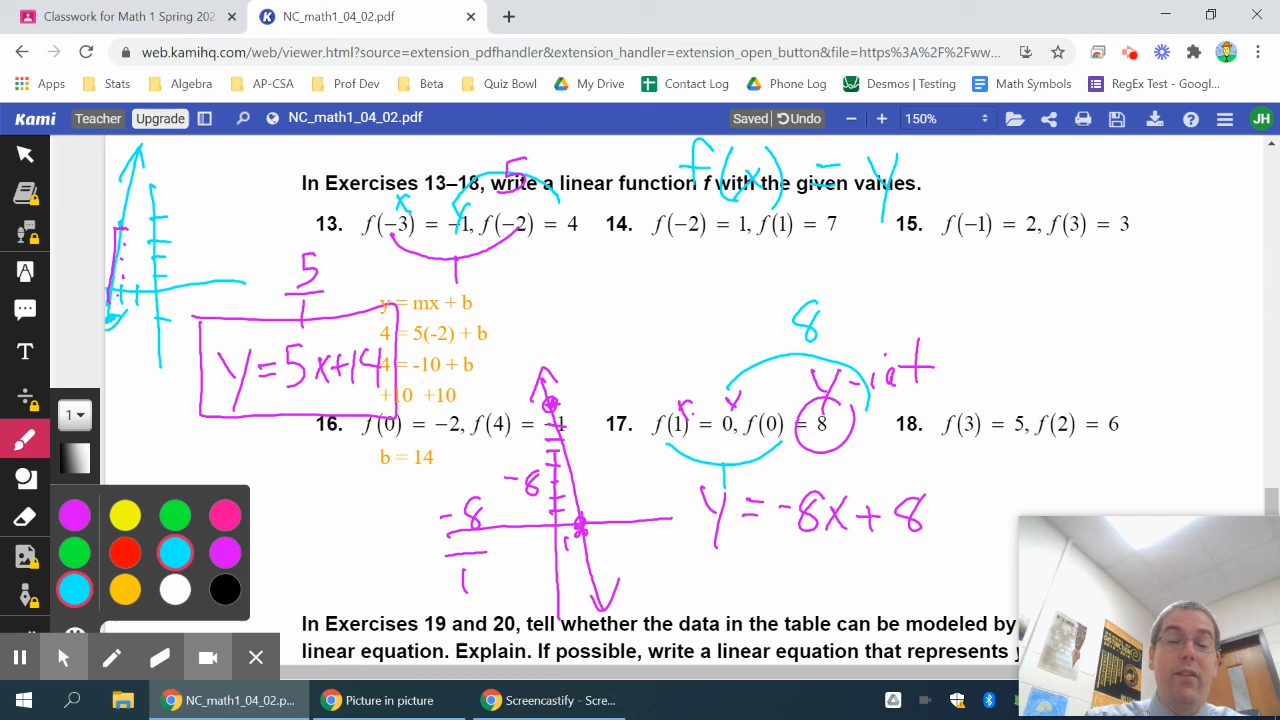 Classwork for Math 1 Spring 202
NC_math1_04_02.pdf
web.kamihq.com/web/viewer.html?source=extension_pdfhandler&extension_handler=extension_open_button&file=https%3A%2F%2Fww...
Apps Stats Algebra AP-CSA Prof Dev Quiz Bowl My Drive Contact Log Phone Log Desmos | Testing Math Symbols RegEx Test - Googl...
Kami Teacher Upgrade NC_math1_04_02.pdf Saved Undo 150% JH
f(x) = y
5
In Exercises 13–18, write a linear function f with the given values.
x y
13. f(−3) = −1, f(−2) = 4 14. f(−2) = 1, f(1) = 7 15. f(−1) = 2, f(3) = 3
1
5
1
y = mx + b
4 = 5(-2) + b
4 = -10 + b
+10 +10
y = 5x+14
8
y-int
16. f(0) = −2, f(4) = −1 17. f(1) = 0, f(0) = 8 18. f(3) = 5, f(2) = 6
b = 14
-8
1
-8
1
1
y = -8x + 8
In Exercises 19 and 20, tell whether the data in the table can be modeled by
linear equation. Explain. If possible, write a linear equation that represents y
1
NC_math1_04_02.pd... Picture in picture Screencastify - Scre...